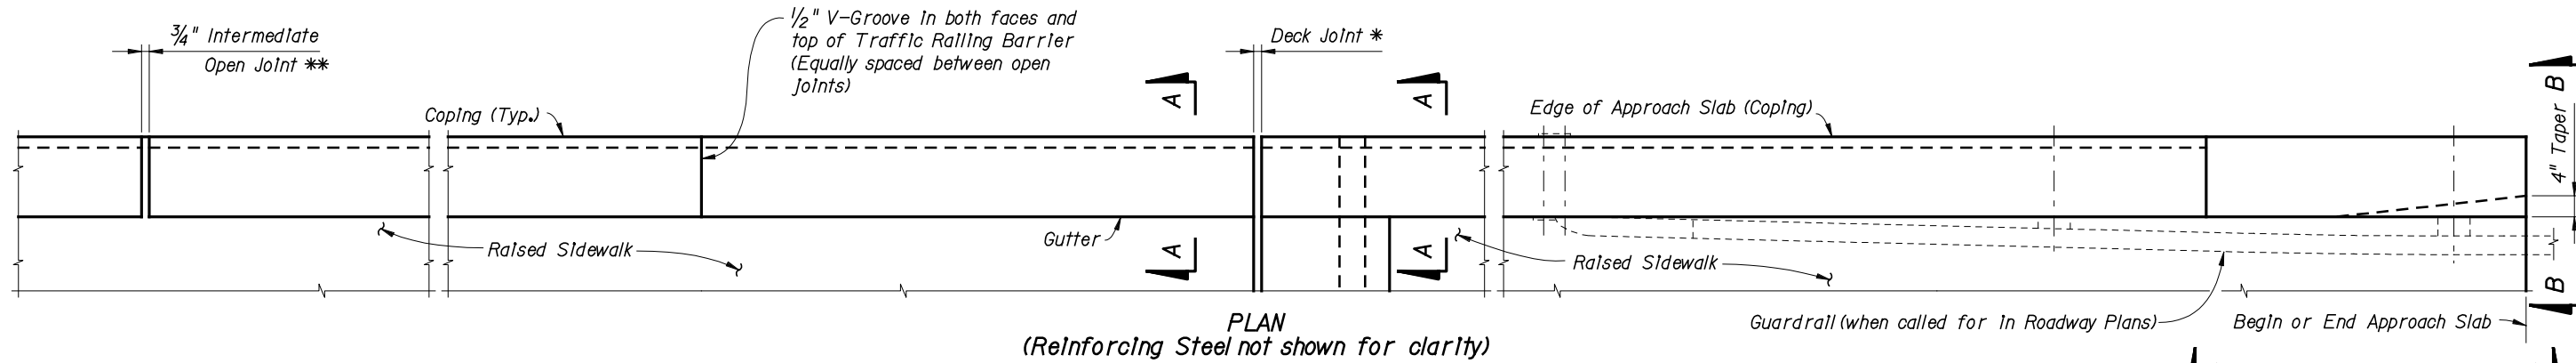 3/4" Intermediate
Open Joint **
1/2" V-Groove in both faces and
top of Traffic Railing Barrier
(Equally spaced between open
joints)
Deck Joint *
Coping (Typ.)
A
A
Edge of Approach Slab (Coping)
B
4" Taper
Raised Sidewalk
Gutter
A
A
Raised Sidewalk
B
Guardrail (when called for in Roadway Plans)
Begin or End Approach Slab
PLAN
(Reinforcing Steel not shown for clarity)